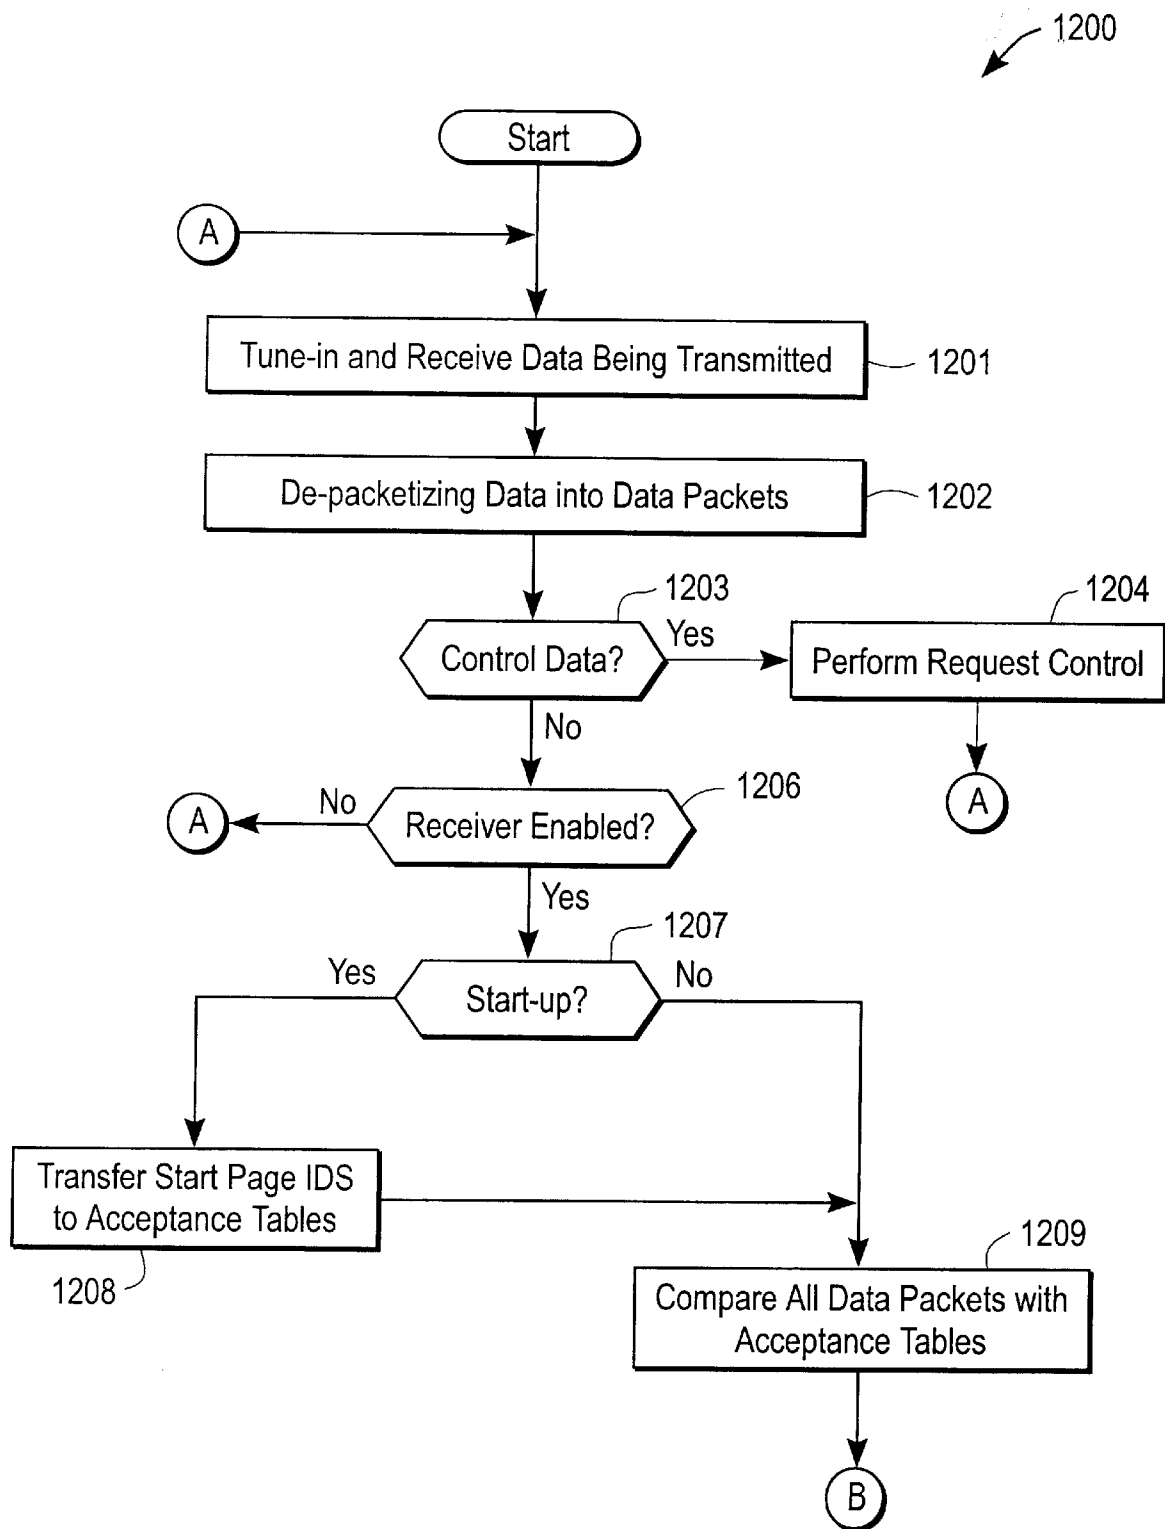 1200
Start
A
Tune-in and Receive Data Being Transmitted
1201
De-packetizing Data into Data Packets
1202
1203
1204
Control Data?
Yes
Perform Request Control
No
A
1206
A
No
Receiver Enabled?
Yes
1207
Yes
No
Start-up?
Transfer Start Page IDS
to Acceptance Tables
1208
1209
Compare All Data Packets with
Acceptance Tables
B